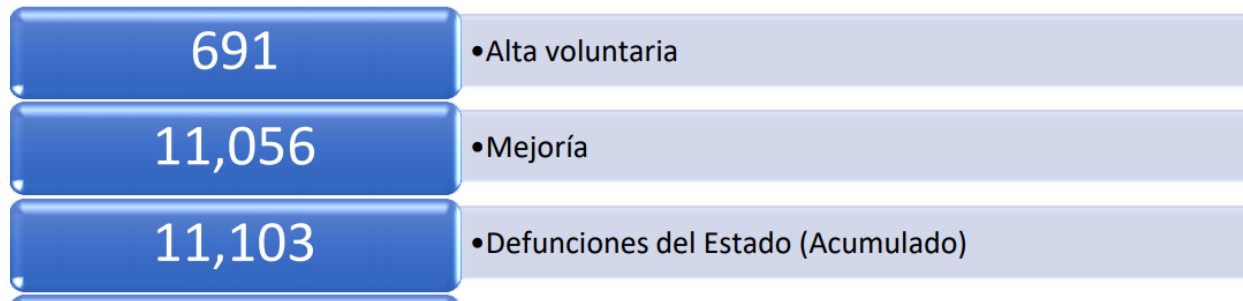 691 •Alta voluntaria
11,056 •Mejoría
11,103 •Defunciones del Estado (Acumulado)